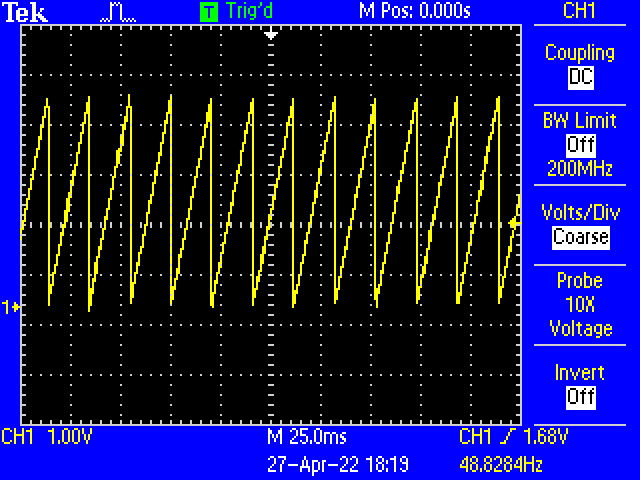 Tek T Trig'd M Pos: 0.000s CH1
Coupling
DC
BW Limit
Off
200MHz
Volts/Div
Coarse
Probe
10X
Voltage
Invert
Off
1
CH1 1.00V M 25.0ms CH1 1.68V
27-Apr-22 18:19 48.8284Hz